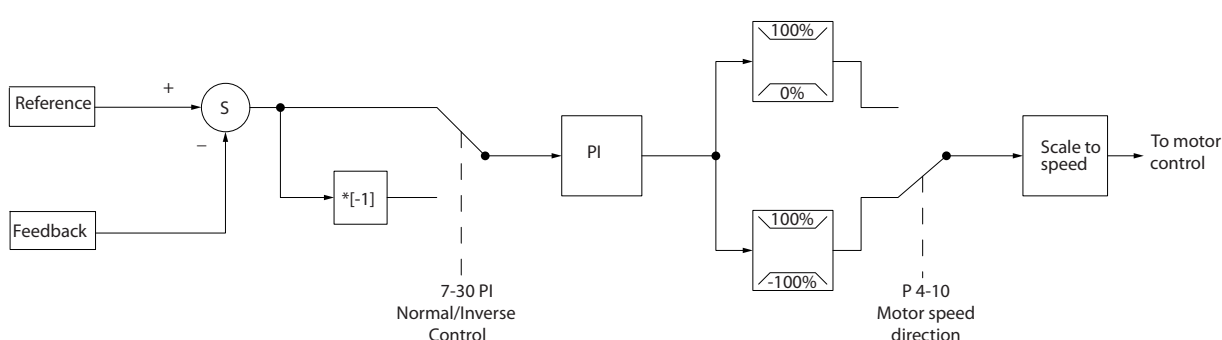 Reference
+
S
–
Feedback
*[-1]
7-30 PI
Normal/Inverse
Control
PI
100%
0%
100%
-100%
P 4-10
Motor speed
direction
Scale to
speed
To motor
control